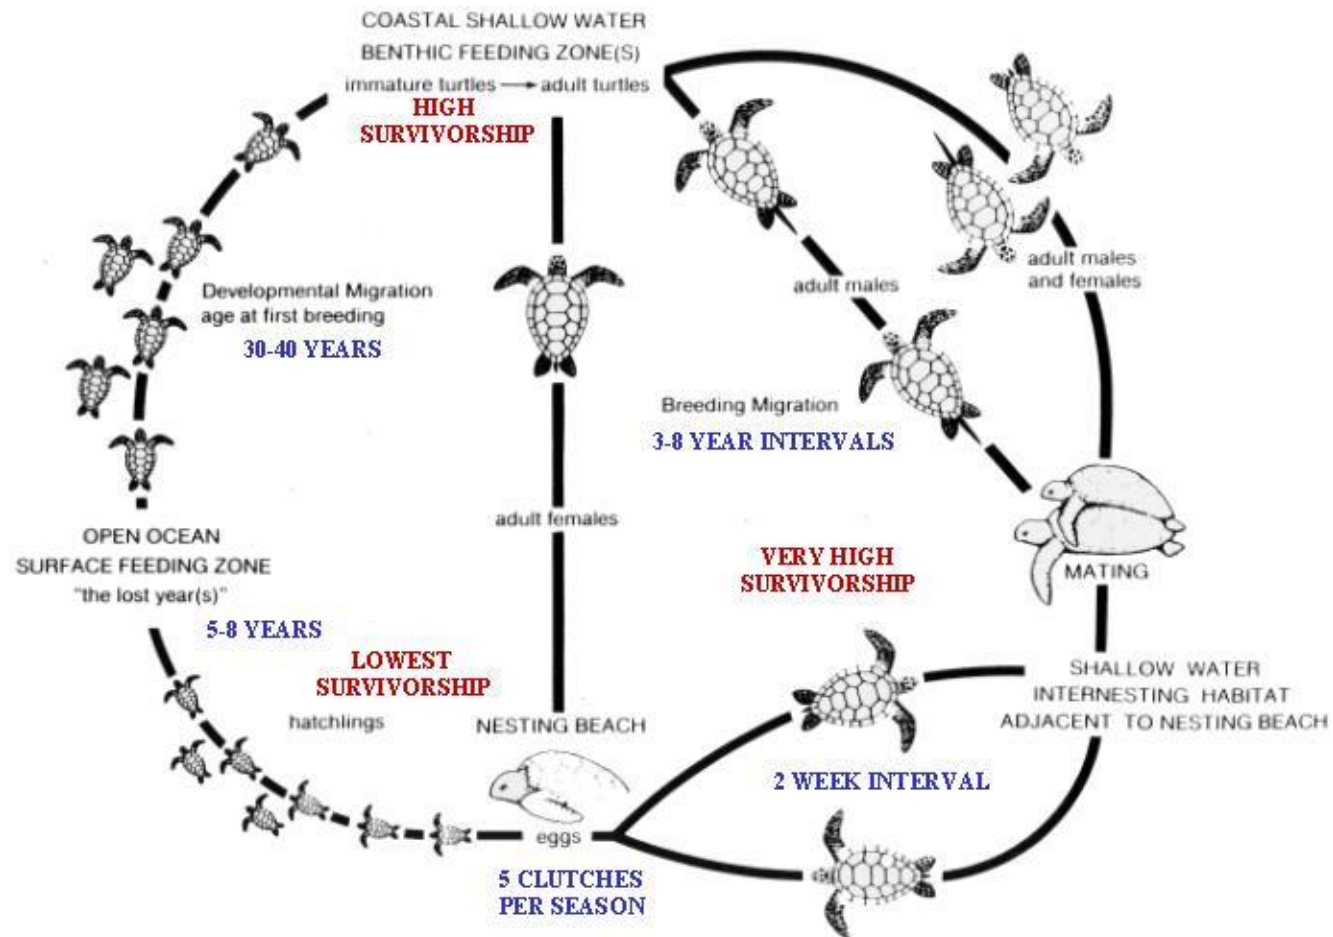 COASTAL SHALLOW WATER
BENTHIC FEEDING ZONE(S)
immature turtles → adult turtles
HIGH
SURVIVORSHIP
adult males
and females
adult males
Developmental Migration
age at first breeding
30-40 YEARS
Breeding Migration
3-8 YEAR INTERVALS
adult females
OPEN OCEAN
SURFACE FEEDING ZONE
"the lost year(s)"
5-8 YEARS
VERY HIGH
SURVIVORSHIP
MATING
LOWEST
SURVIVORSHIP
hatchlings
NESTING BEACH
SHALLOW WATER
INTERNESTING HABITAT
ADJACENT TO NESTING BEACH
2 WEEK INTERVAL
eggs
5 CLUTCHES
PER SEASON